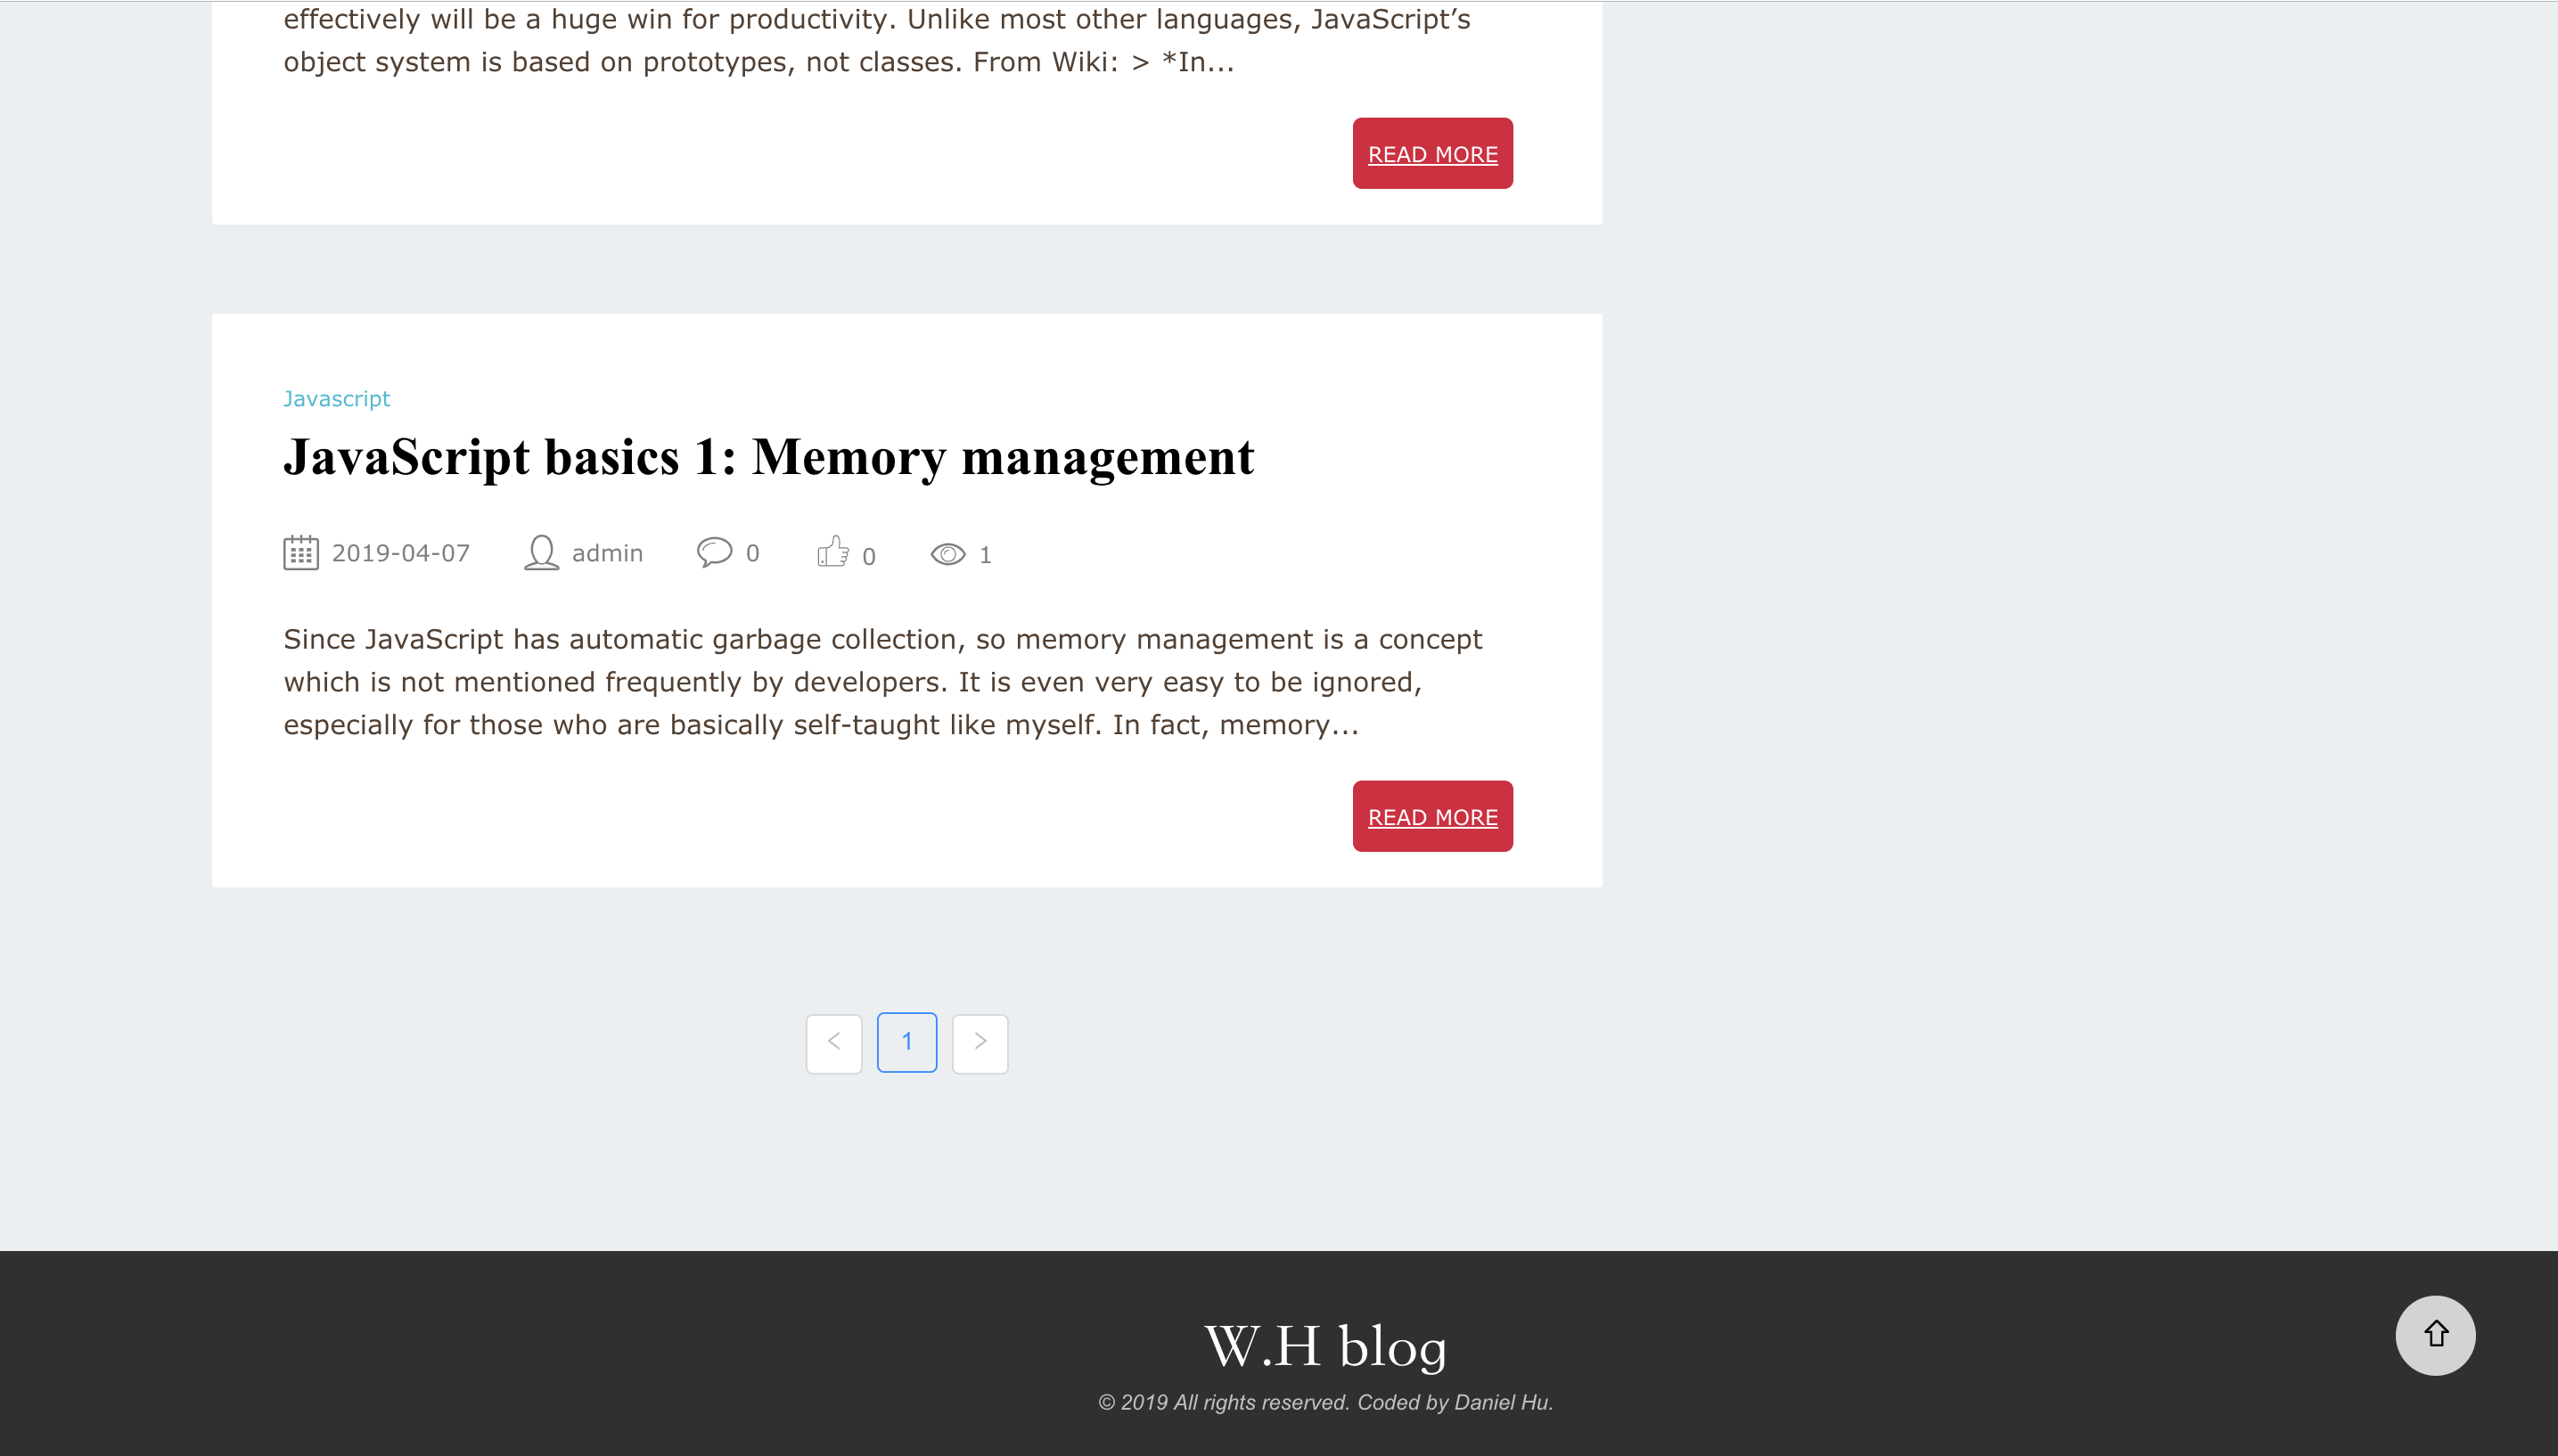 effectively will be a huge win for productivity. Unlike most other languages, JavaScript’s
object system is based on prototypes, not classes. From Wiki: > *In...
READ MORE
Javascript
JavaScript basics 1: Memory management
2019-04-07 admin 0 0 1
Since JavaScript has automatic garbage collection, so memory management is a concept
which is not mentioned frequently by developers. It is even very easy to be ignored,
especially for those who are basically self-taught like myself. In fact, memory...
READ MORE
< 1 >
W.H blog
© 2019 All rights reserved. Coded by Daniel Hu.